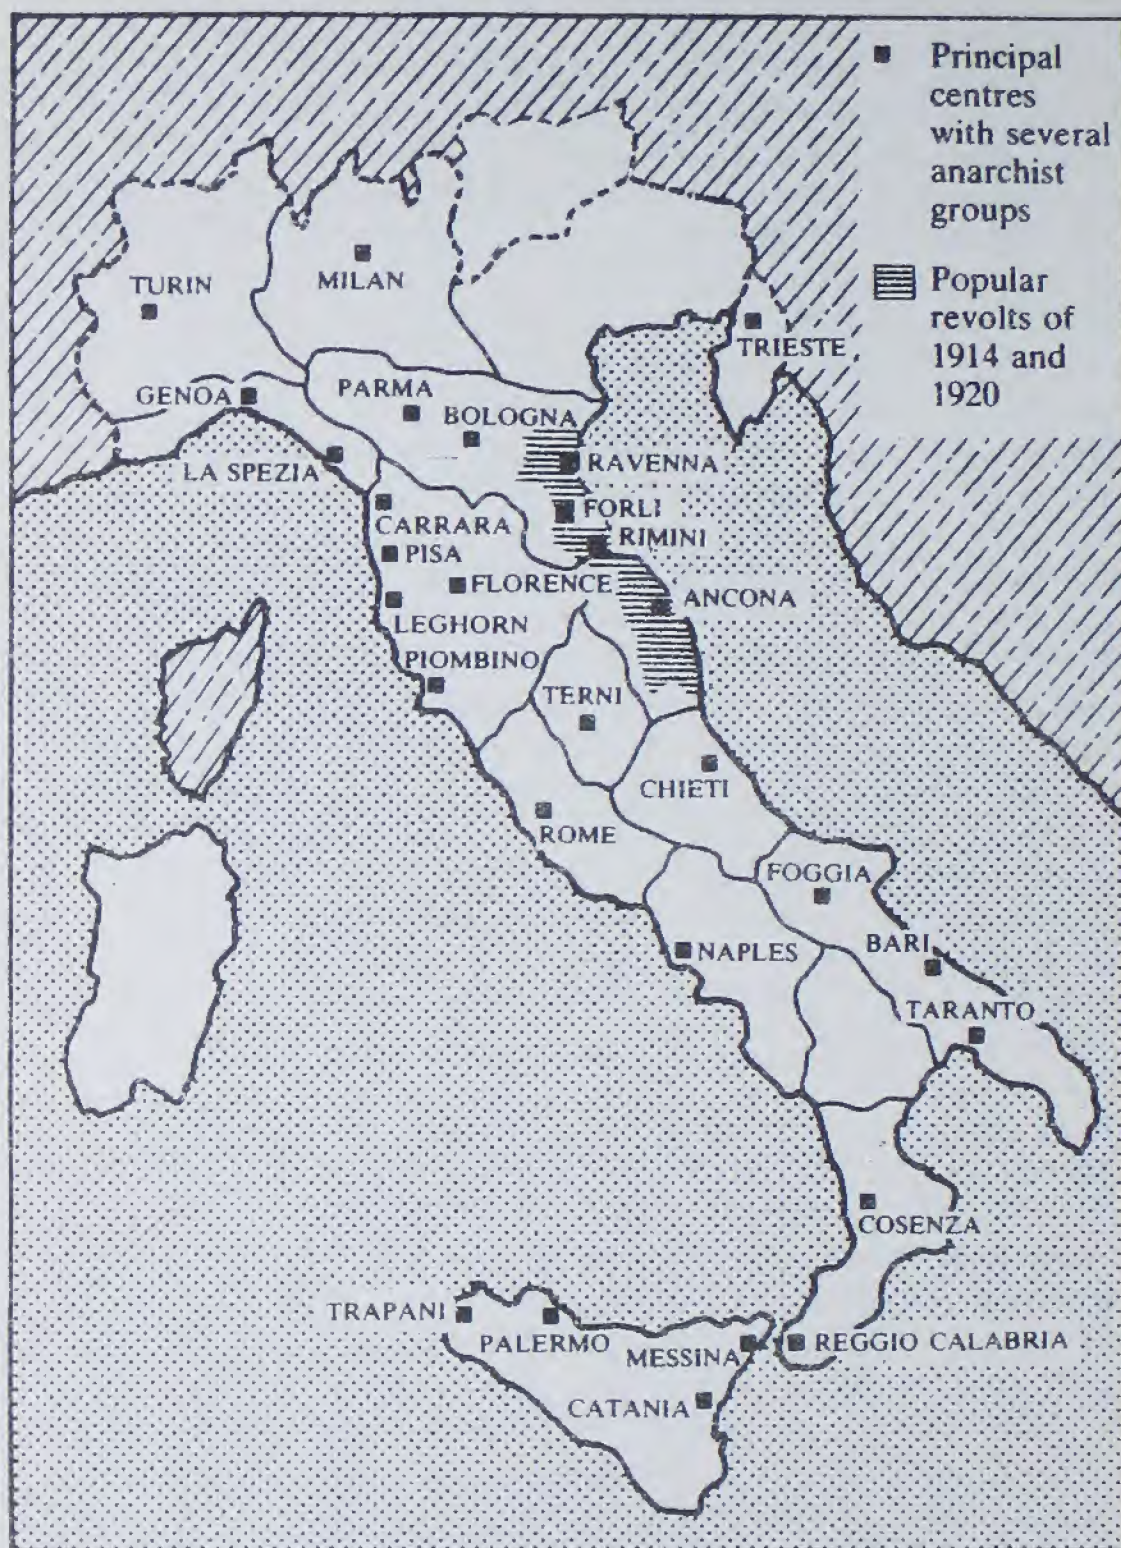 Principal
centres
with several
anarchist
groups
Popular
revolts of
1914 and
1920
TURIN
MILAN
TRIESTE
GENOA
PARMA
BOLOGNA
LA SPEZIA
RAVENNA
CARRARA
FORLI
PISA
RIMINI
FLORENCE
ANCONA
LEGHORN
PIOMBINO
TERNI
CHIETI
ROME
FOGGIA
NAPLES
BARI
TARANTO
COSENZA
TRAPANI
PALERMO
MESSINA
REGGIO CALABRIA
CATANIA